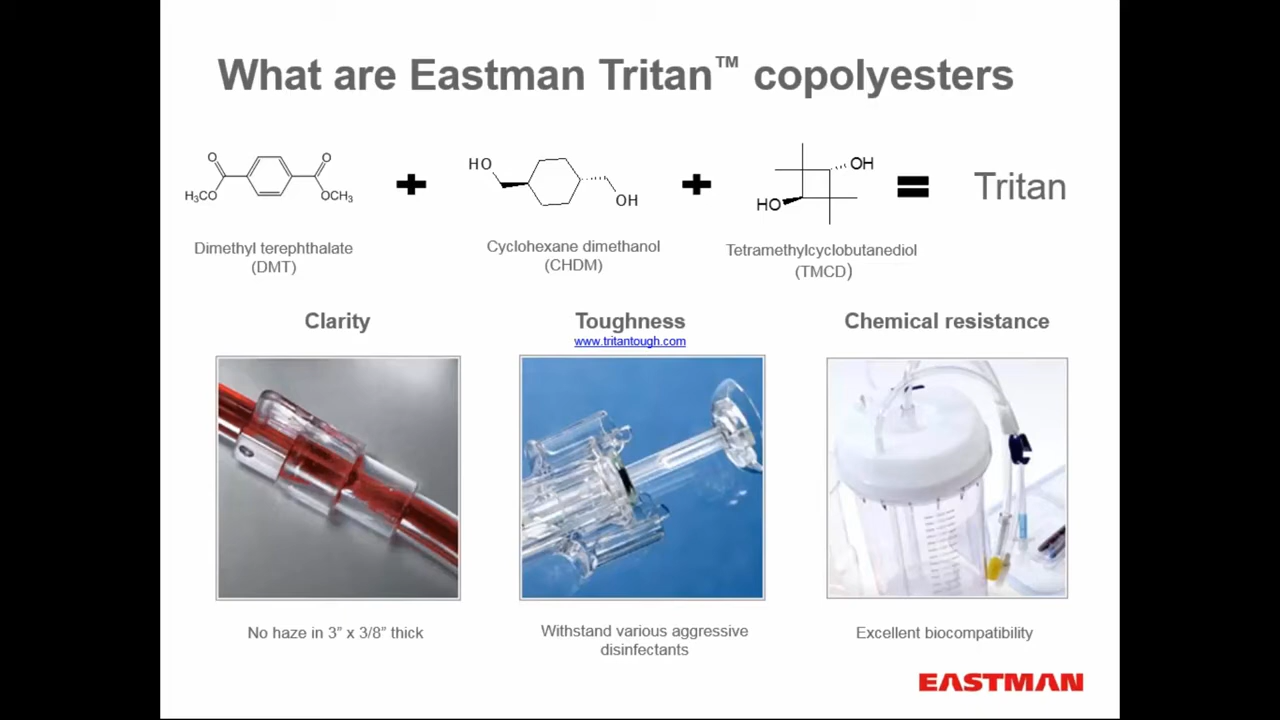 What are Eastman Tritan™ copolyesters
O
O
H₃CO
OCH₃
HO
OH
OH
HO
Tritan
Dimethyl terephthalate
(DMT)
Cyclohexane dimethanol
(CHDM)
Tetramethylcyclobutanediol
(TMCD)
Clarity
Toughness
www.tritantough.com
Chemical resistance
No haze in 3” x 3/8” thick
Withstand various aggressive
disinfectants
Excellent biocompatibility
EASTMAN